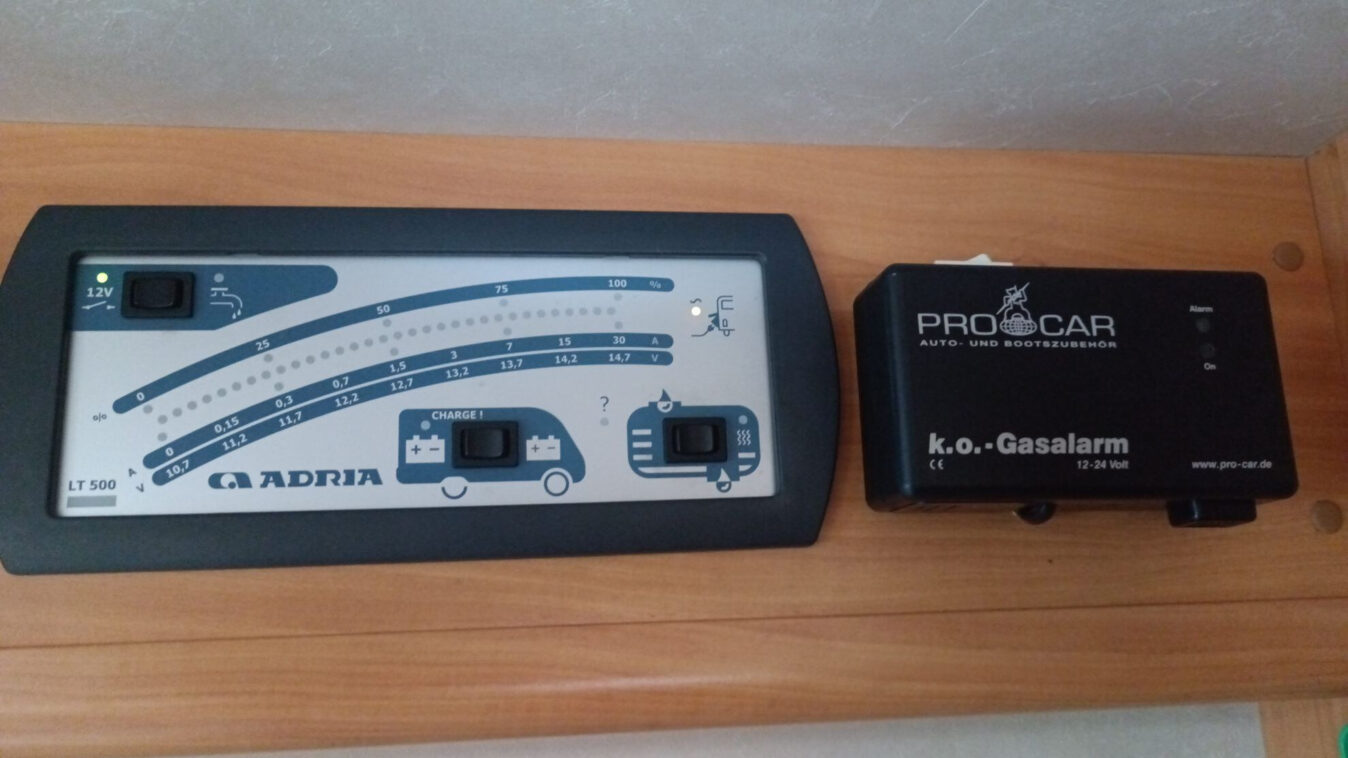 12V
0 25 50 75 100 %
%
0 0,15 0,3 0,7 1,5 3 7 15 30 A
A
10,7 11,2 11,7 12,2 12,7 13,2 13,7 14,2 14,7 V
V
CHARGE !
+ -
+ -
?
ADRIA
LT 500
PRO CAR
AUTO- UND BOOTSZUBEHÖR
Alarm
On
k.o.-Gasalarm
CE
12-24 Volt
www.pro-car.de